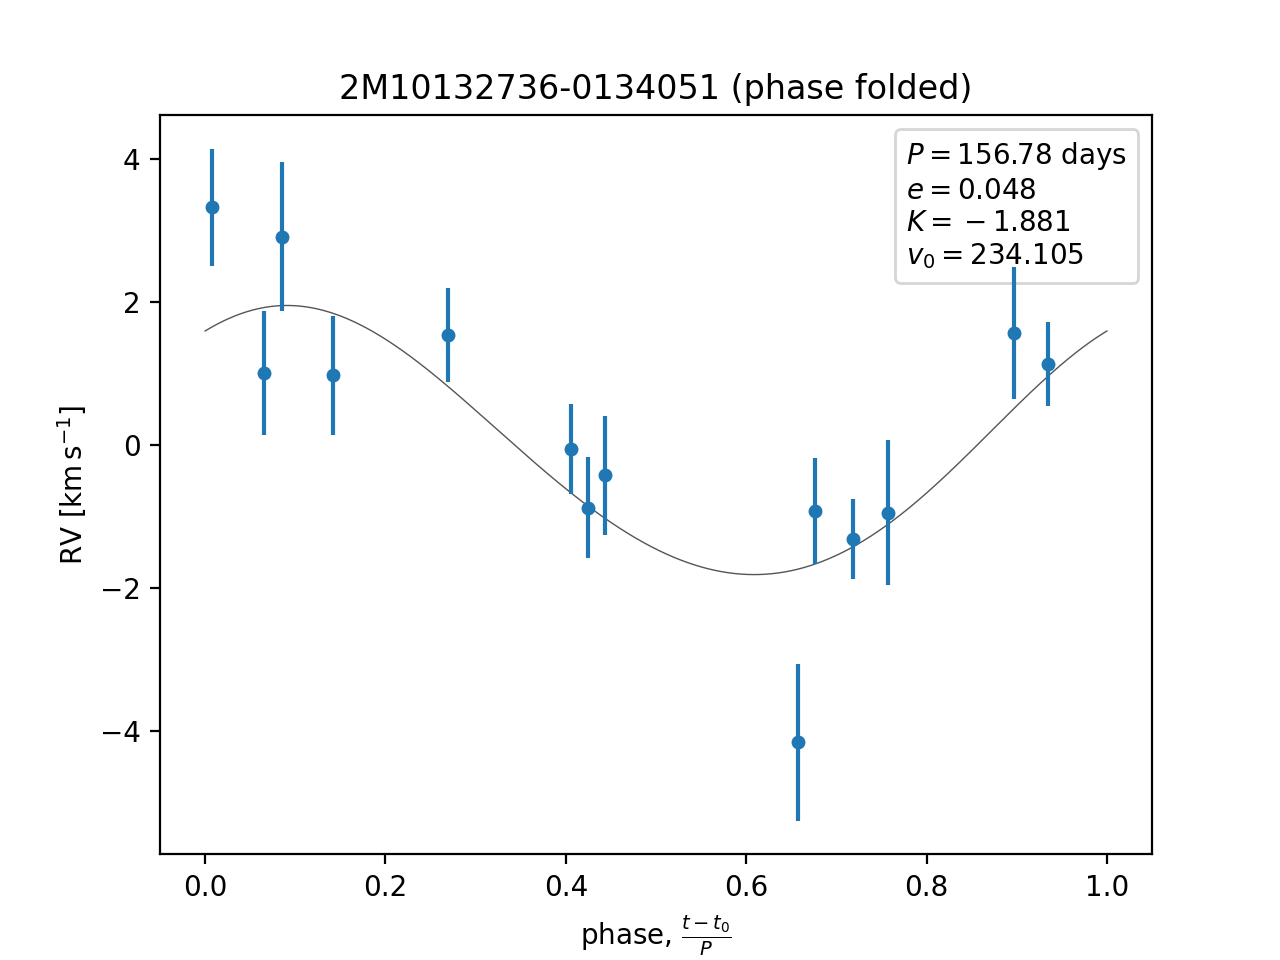 2M10132736-0134051 (phase folded)
P = 156.78 days
e = 0.048
K = −1.881
v₀ = 234.105
4
2
0
−2
−4
RV [km s⁻¹]
0.0 0.2 0.4 0.6 0.8 1.0
phase, (t − t₀)/P